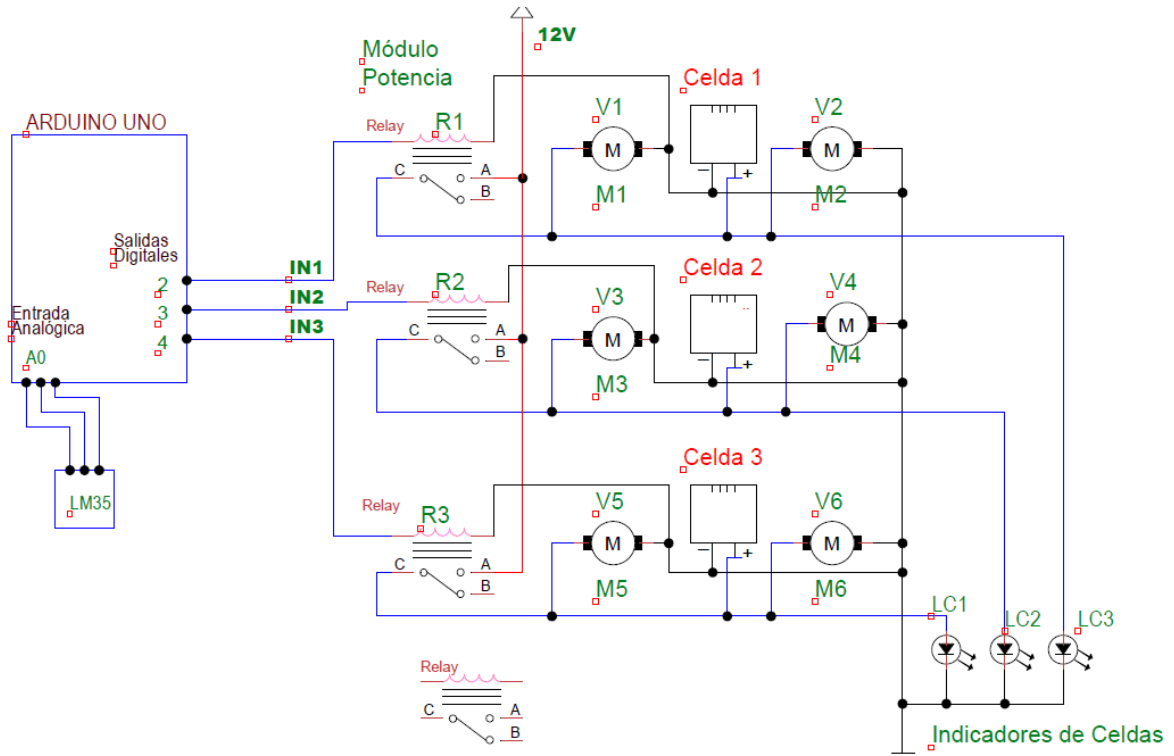 12V
Módulo
Potencia
Celda 1
ARDUINO UNO
Relay
R1
V1
V2
M
M
C
A
B
− +
M1
M2
Salidas
Digitales
2
3
4
IN1
IN2
IN3
Entrada
Analógica
A0
LM35
Relay
R2
Celda 2
V3
V4
M
M
C
A
B
− +
M3
M4
Celda 3
Relay
R3
V5
V6
M
M
C
A
B
− +
M5
M6
LC1
LC2
LC3
Relay
C
A
B
Indicadores de Celdas